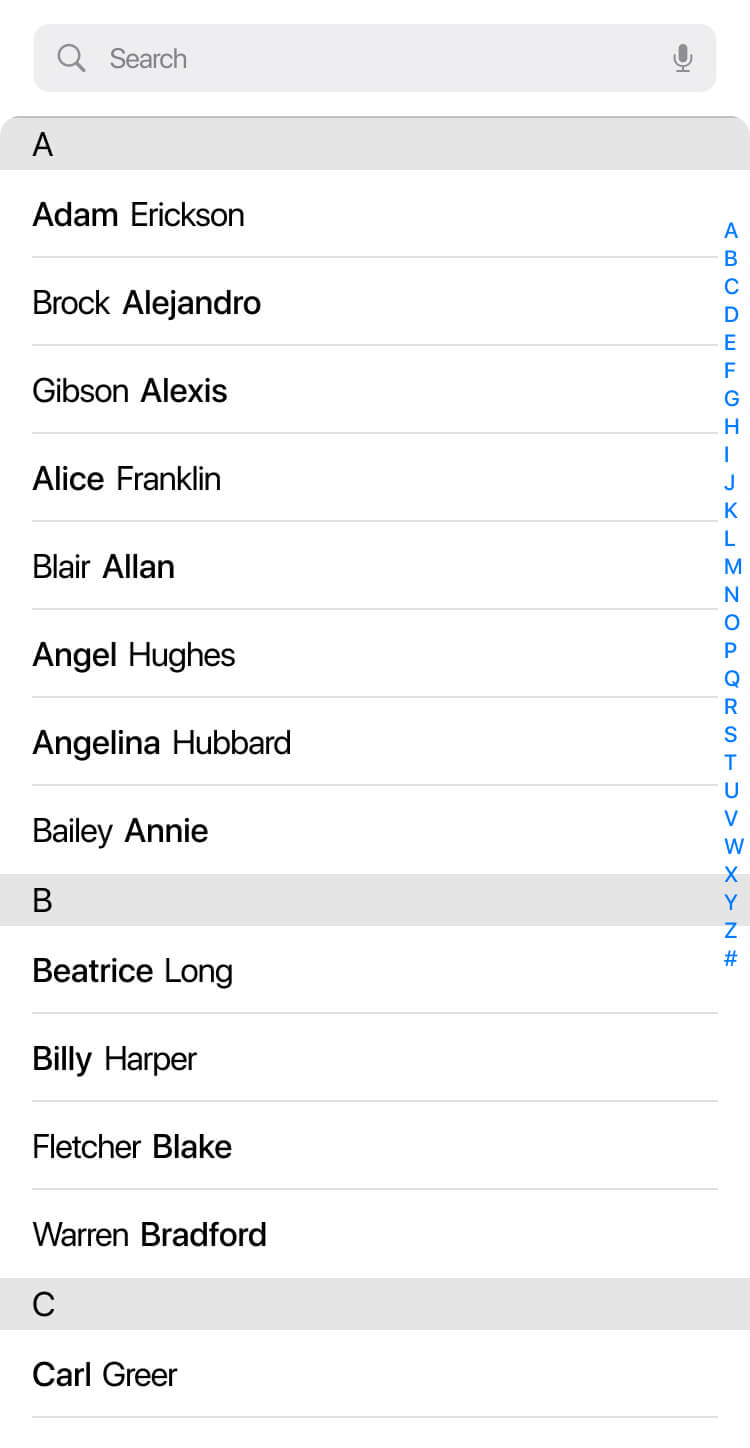 Search
A
Adam Erickson
Brock Alejandro
Gibson Alexis
Alice Franklin
Blair Allan
Angel Hughes
Angelina Hubbard
Bailey Annie
B
Beatrice Long
Billy Harper
Fletcher Blake
Warren Bradford
C
Carl Greer
A
B
C
D
E
F
G
H
I
J
K
L
M
N
O
P
Q
R
S
T
U
V
W
X
Y
Z
#